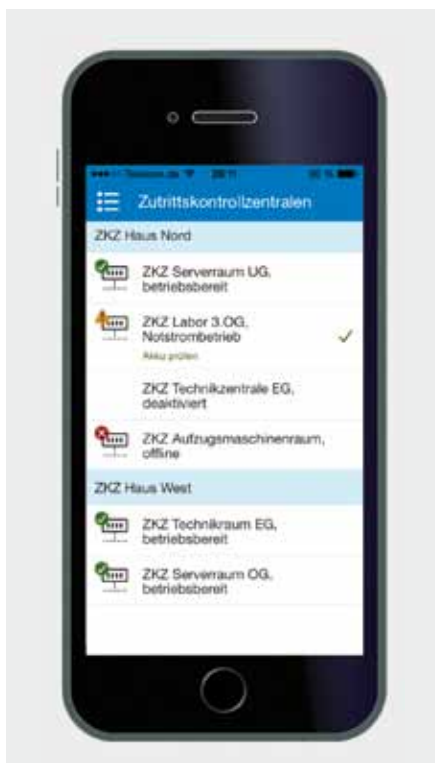 Zutrittskontrollzentralen
ZKZ Haus Nord
ZKZ Serverraum UG,
betriebsbereit
ZKZ Labor 3.OG,
Notstrombetrieb
Akku prüfen
ZKZ Technikzentrale EG,
deaktiviert
ZKZ Aufzugsmaschinenraum,
offline
ZKZ Haus West
ZKZ Technikraum EG,
betriebsbereit
ZKZ Serverraum OG,
betriebsbereit